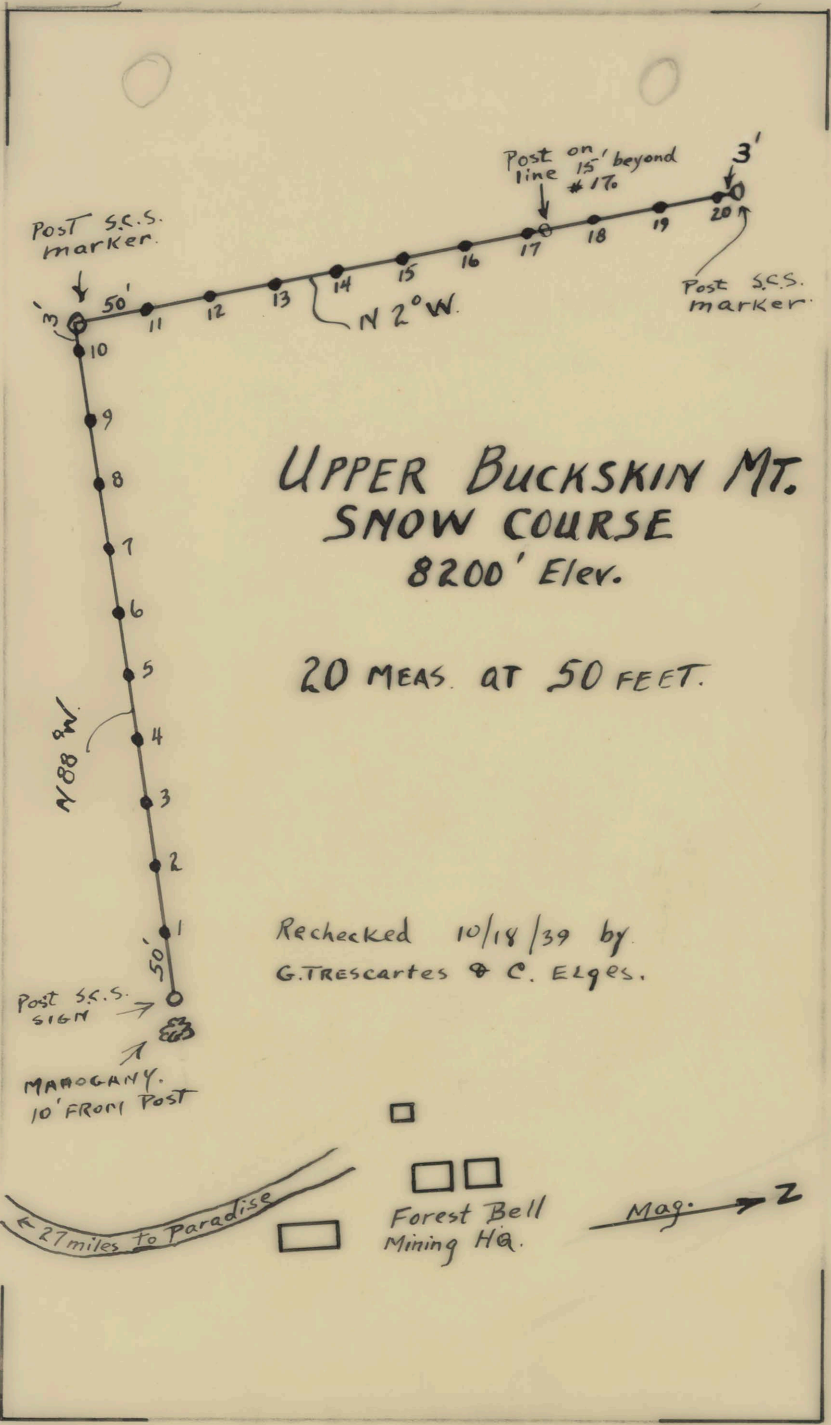 Post on
line 15' beyond
#17.
3'
Post S.C.S.
marker.
3'
50'
11
12
13
14
15
16
17
18
19
20
N 2° W.
Post S.C.S.
marker.
10
9
8
7
6
5
4
3
2
1
N 88° W.
50'
UPPER BUCKSKIN MT.
SNOW COURSE
8200' Elev.
20 MEAS. AT 50 FEET.
Rechecked 10/18/39 by
G.TRESCARTES & C. ELGES.
Post S.C.S.
SIGN
MAHOGANY.
10' FROM POST
← 27 miles to Paradise
Forest Bell
Mining HQ.
Mag.
N